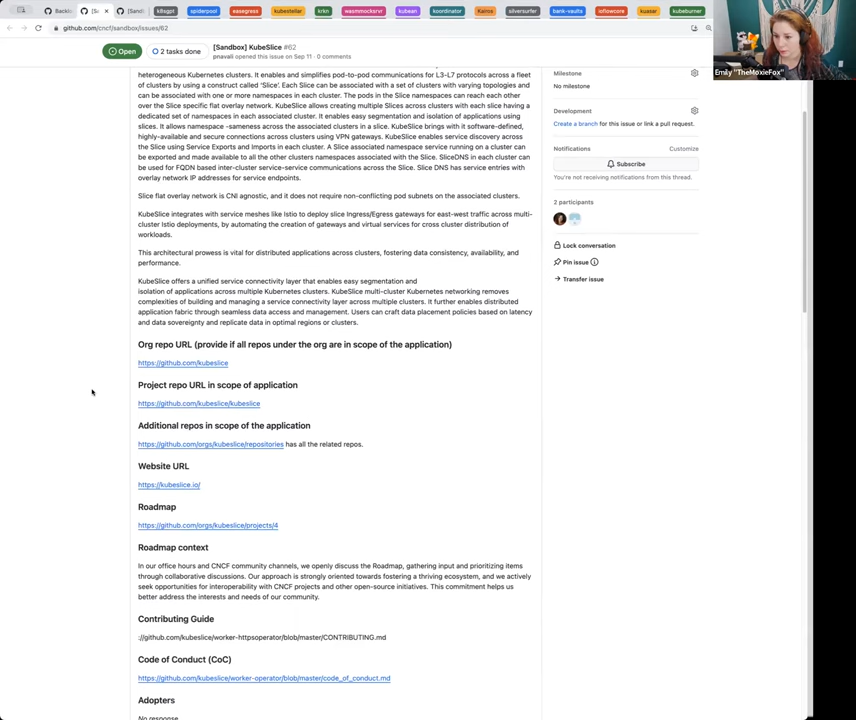 Backlo
[S
[Sand
k8sgpt
spiderpool
easegress
kubestellar
krkn
wasmmocksrvr
kubean
koordinator
Kairos
silversurfer
bank-vaults
loflowcore
kuasar
kubeburner
github.com/cncf/sandbox/issues/62
Open
2 tasks done
[Sandbox] KubeSlice #62
pnavali opened this issue on Sep 11 · 0 comments
Emily "TheMoxieFox"
heterogeneous Kubernetes clusters. It enables and simplifies pod-to-pod communications for L3-L7 protocols across a fleet
of clusters by using a construct called 'Slice'. Each Slice can be associated with a set of clusters with varying topologies and
can be associated with one or more namespaces in each cluster. The pods in the Slice namespaces can reach each other
over the Slice specific flat overlay network. KubeSlice allows creating multiple Slices across clusters with each slice having a
dedicated set of namespaces in each associated cluster. It enables easy segmentation and isolation of applications using
slices. It allows namespace -sameness across the associated clusters in a slice. KubeSlice brings with it software-defined,
highly-available and secure connections across clusters using VPN gateways. KubeSlice enables service discovery across
the Slice using Service Exports and Imports in each cluster. A Slice associated namespace service running on a cluster can
be exported and made available to all the other clusters namespaces associated with the Slice. SliceDNS in each cluster can
be used for FQDN based inter-cluster service-service communications across the Slice. Slice DNS has service entries with
overlay network IP addresses for service endpoints.
Slice flat overlay network is CNI agnostic, and it does not require non-conflicting pod subnets on the associated clusters.
KubeSlice integrates with service meshes like Istio to deploy slice Ingress/Egress gateways for east-west traffic across multi-
cluster Istio deployments, by automating the creation of gateways and virtual services for cross cluster distribution of
workloads.
This architectural prowess is vital for distributed applications across clusters, fostering data consistency, availability, and
performance.
KubeSlice offers a unified service connectivity layer that enables easy segmentation and
isolation of applications across multiple Kubernetes clusters. KubeSlice multi-cluster Kubernetes networking removes
complexities of building and managing a service connectivity layer across multiple clusters. It further enables distributed
application fabric through seamless data access and management. Users can craft data placement policies based on latency
and data sovereignty and replicate data in optimal regions or clusters.
Org repo URL (provide if all repos under the org are in scope of the application)
https://github.com/kubeslice
Project repo URL in scope of application
https://github.com/kubeslice/kubeslice
Additional repos in scope of the application
https://github.com/orgs/kubeslice/repositories has all the related repos.
Website URL
https://kubeslice.io/
Roadmap
https://github.com/orgs/kubeslice/projects/4
Roadmap context
In our office hours and CNCF community channels, we openly discuss the Roadmap, gathering input and prioritizing items
through collaborative discussions. Our approach is strongly oriented towards fostering a thriving ecosystem, and we actively
seek opportunities for interoperability with CNCF projects and other open-source initiatives. This commitment helps us
better address the interests and needs of our community.
Contributing Guide
://github.com/kubeslice/worker-httpsoperator/blob/master/CONTRIBUTING.md
Code of Conduct (CoC)
https://github.com/kubeslice/worker-operator/blob/master/code_of_conduct.md
Adopters
No response
Milestone
No milestone
Development
Create a branch for this issue or link a pull request.
Notifications
Customize
Subscribe
You're not receiving notifications from this thread.
2 participants
Lock conversation
Pin issue
Transfer issue